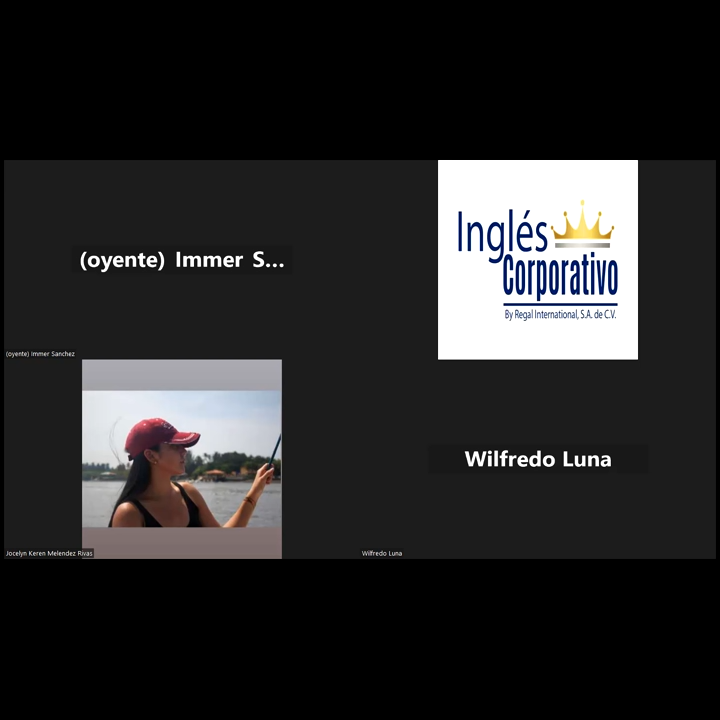 (oyente) Immer S...
(oyente) Immer Sanchez
Inglés
Corporativo
By Regal International, S.A. de C.V.
Jocelyn Keren Melendez Rivas
Wilfredo Luna
Wilfredo Luna